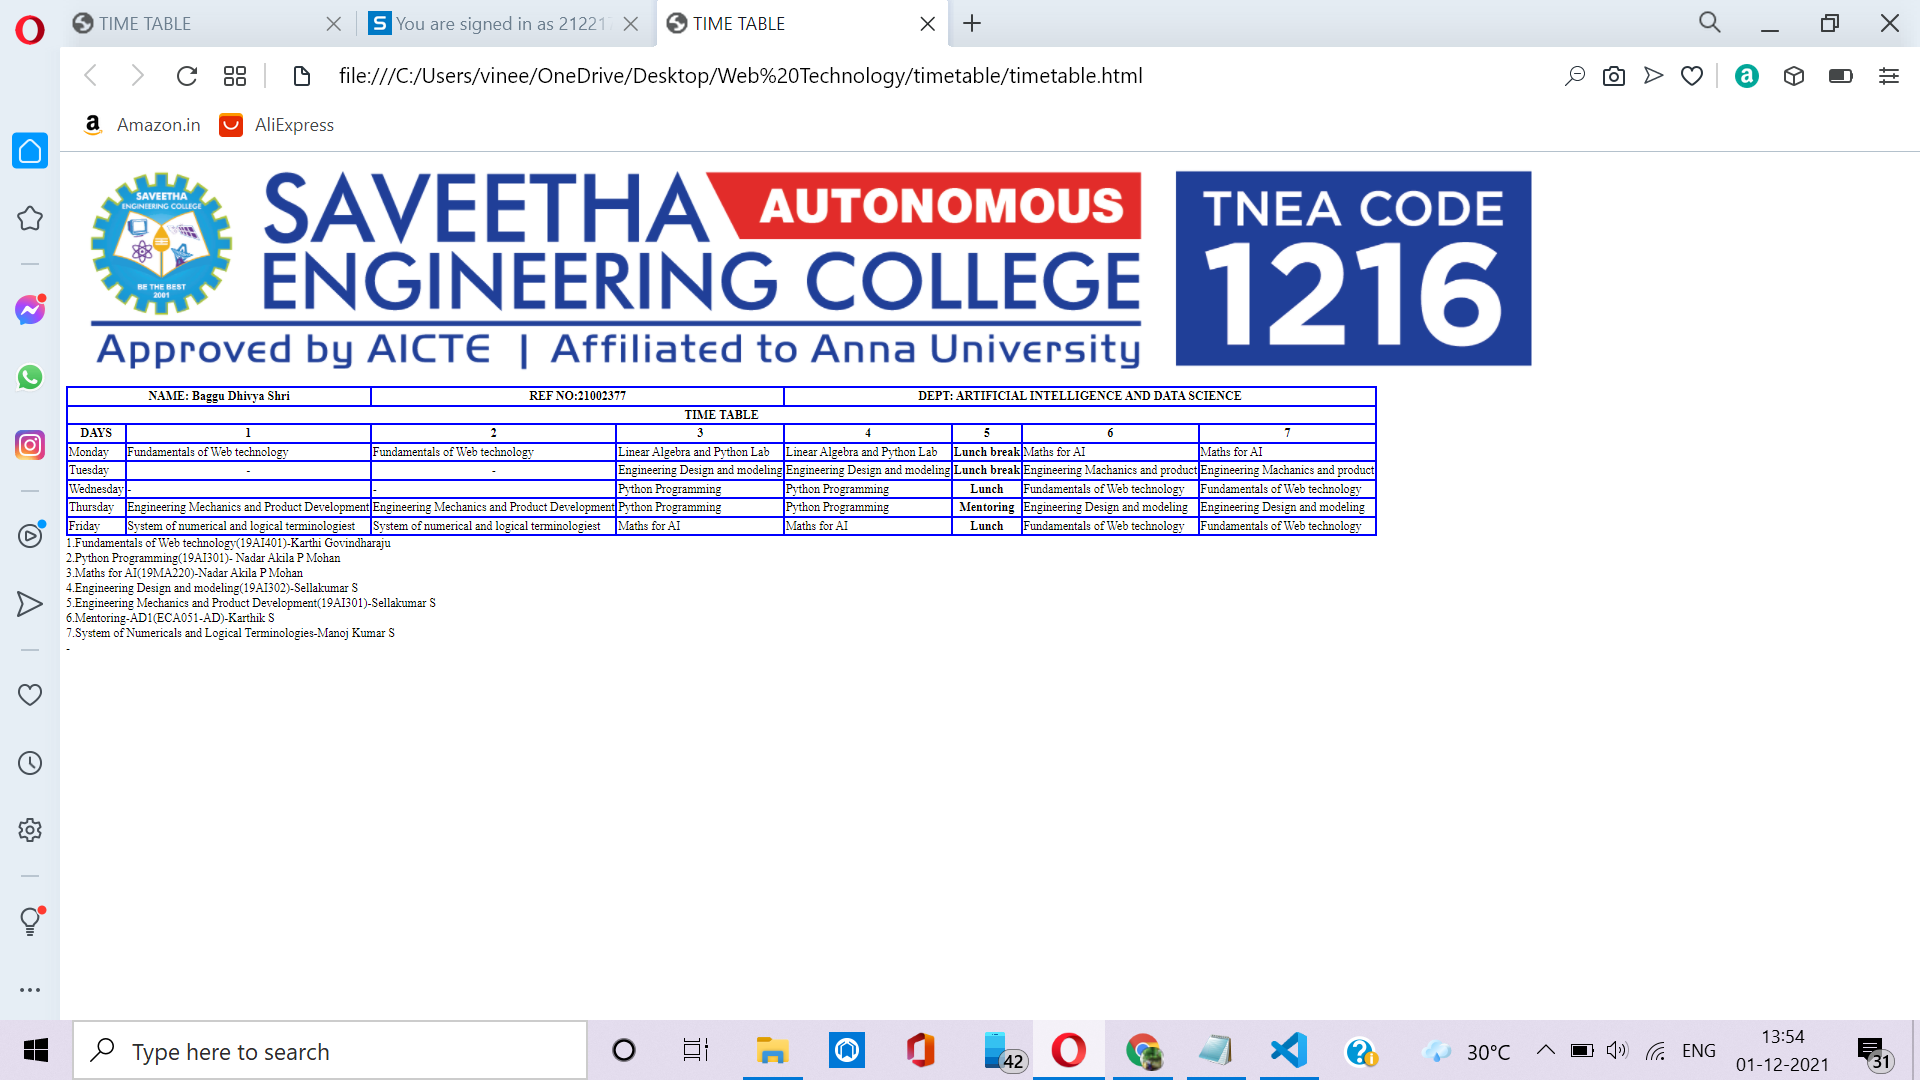 TIME TABLE
You are signed in as 21221
TIME TABLE
file:///C:/Users/vinee/OneDrive/Desktop/Web%20Technology/timetable/timetable.html
Amazon.in AliExpress
SAVEETHA
ENGINEERING COLLEGE
BE THE BEST
2001
SAVEETHA AUTONOMOUS
ENGINEERING COLLEGE
Approved by AICTE | Affiliated to Anna University
TNEA CODE
1216
NAME: Baggu Dhivya Shri REF NO:21002377 DEPT: ARTIFICIAL INTELLIGENCE AND DATA SCIENCE
TIME TABLE
DAYS 1 2 3 4 5 6 7
Monday Fundamentals of Web technology Fundamentals of Web technology Linear Algebra and Python Lab Linear Algebra and Python Lab Lunch break Maths for AI Maths for AI
Tuesday - - Engineering Design and modeling Engineering Design and modeling Lunch break Engineering Machanics and product Engineering Machanics and product
Wednesday - - Python Programming Python Programming Lunch Fundamentals of Web technology Fundamentals of Web technology
Thursday Engineering Mechanics and Product Development Engineering Mechanics and Product Development Python Programming Python Programming Mentoring Engineering Design and modeling Engineering Design and modeling
Friday System of numerical and logical terminologiest System of numerical and logical terminologiest Maths for AI Maths for AI Lunch Fundamentals of Web technology Fundamentals of Web technology
1.Fundamentals of Web technology(19AI401)-Karthi Govindharaju
2.Python Programming(19AI301)- Nadar Akila P Mohan
3.Maths for AI(19MA220)-Nadar Akila P Mohan
4.Engineering Design and modeling(19AI302)-Sellakumar S
5.Engineering Mechanics and Product Development(19AI301)-Sellakumar S
6.Mentoring-AD1(ECA051-AD)-Karthik S
7.System of Numericals and Logical Terminologies-Manoj Kumar S
-
Type here to search
42
30°C
ENG
13:54
01-12-2021
31